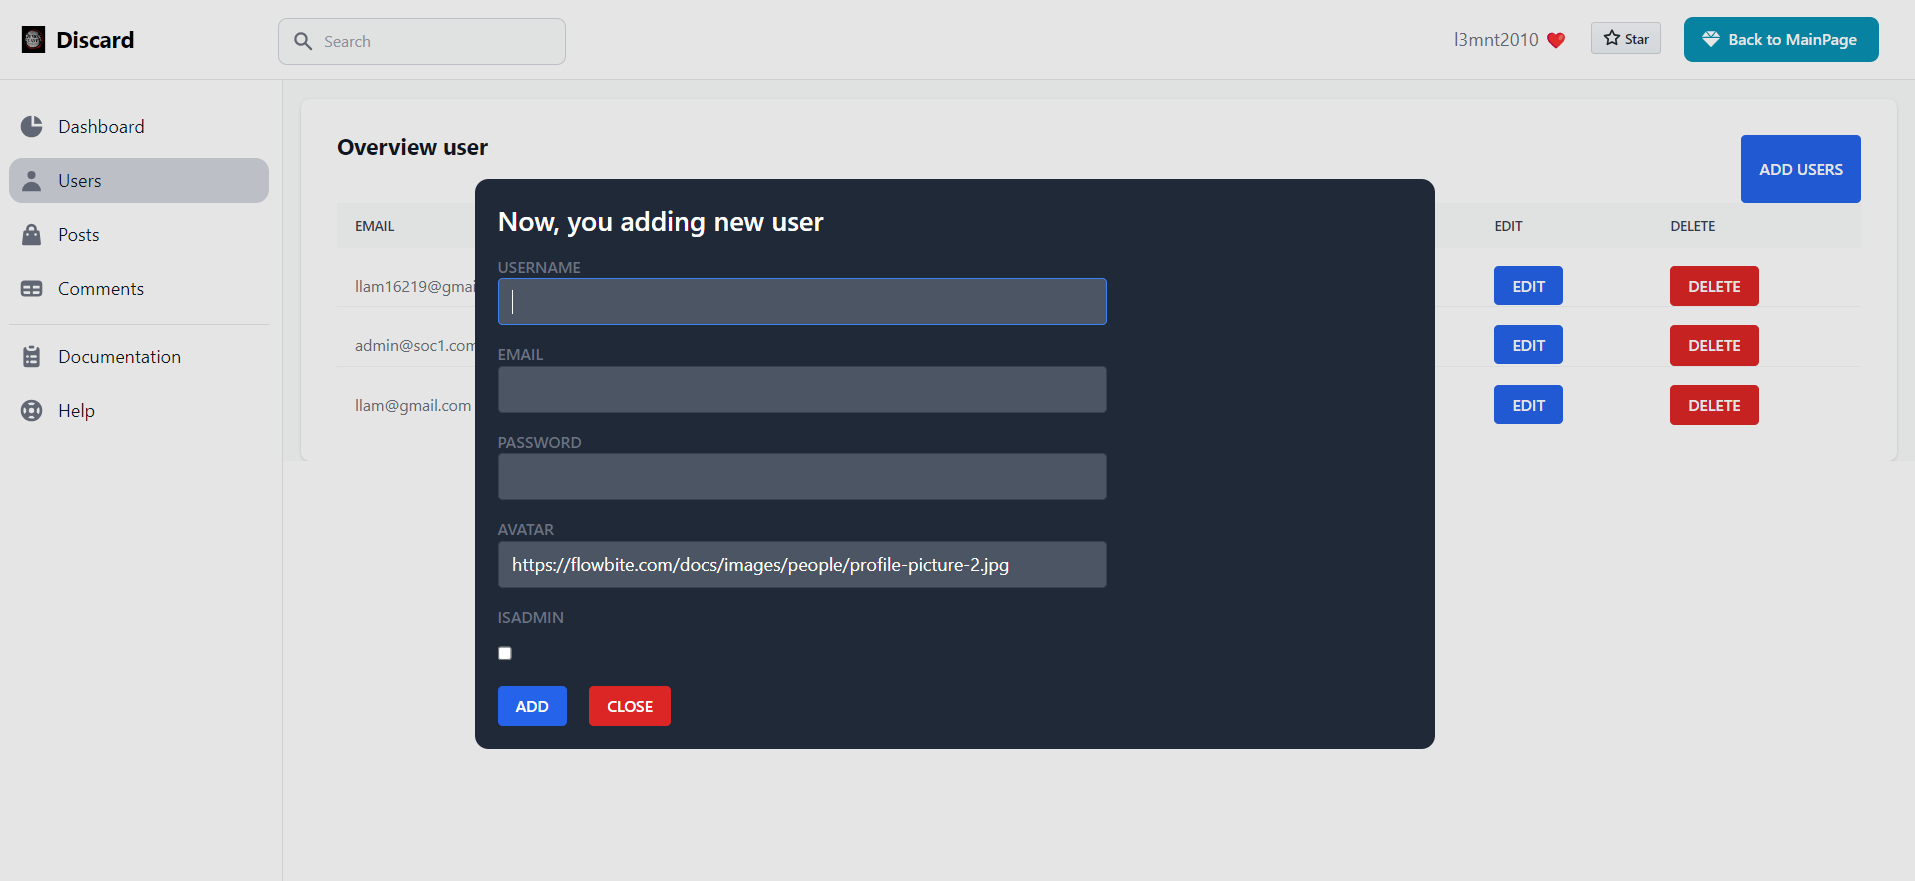 Discard
Search
l3mnt2010 ❤️
Star
Back to MainPage
Dashboard
Users
Posts
Comments
Documentation
Help
Overview user
ADD USERS
EMAIL
EDIT
DELETE
llam16219@gmai
EDIT
DELETE
admin@soc1.com
EDIT
DELETE
llam@gmail.com
EDIT
DELETE
Now, you adding new user
USERNAME
EMAIL
PASSWORD
AVATAR
https://flowbite.com/docs/images/people/profile-picture-2.jpg
ISADMIN
ADD
CLOSE